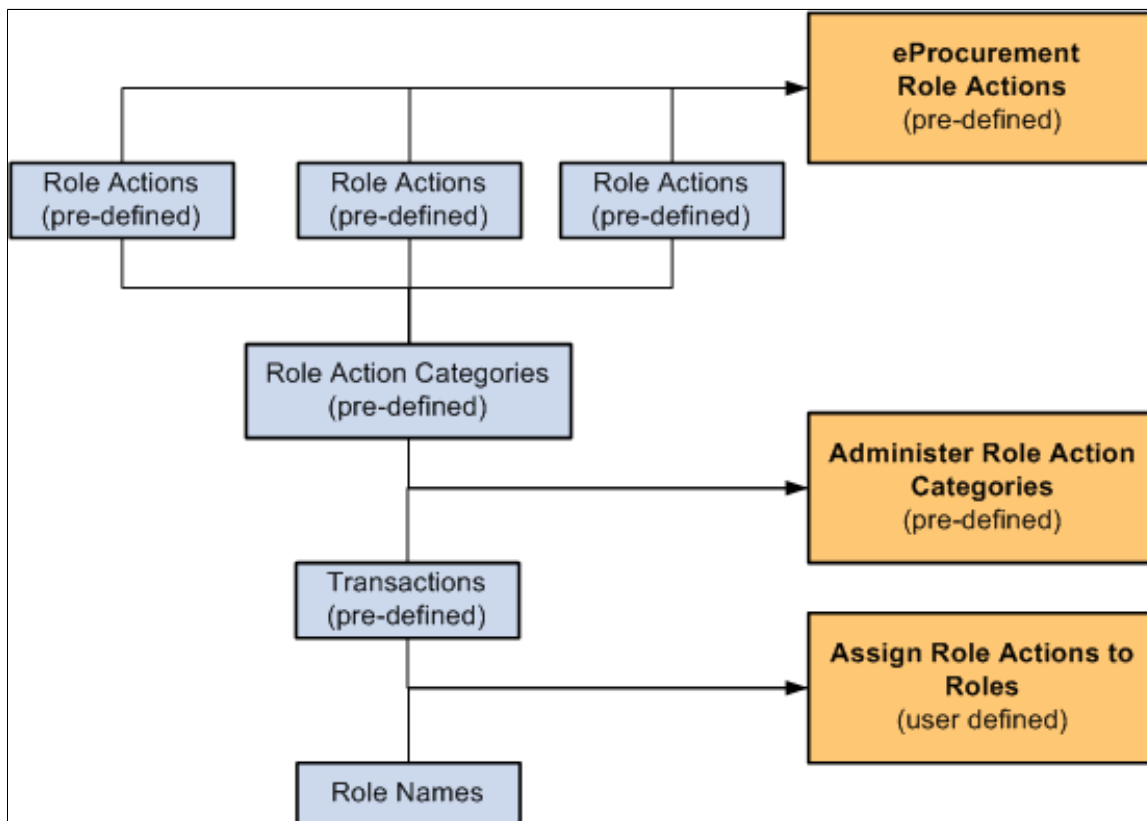 eProcurement
Role Actions
(pre-defined)
Role Actions
(pre-defined)
Role Actions
(pre-defined)
Role Actions
(pre-defined)
Role Action Categories
(pre-defined)
Administer Role Action
Categories
(pre-defined)
Transactions
(pre-defined)
Assign Role Actions to
Roles
(user defined)
Role Names